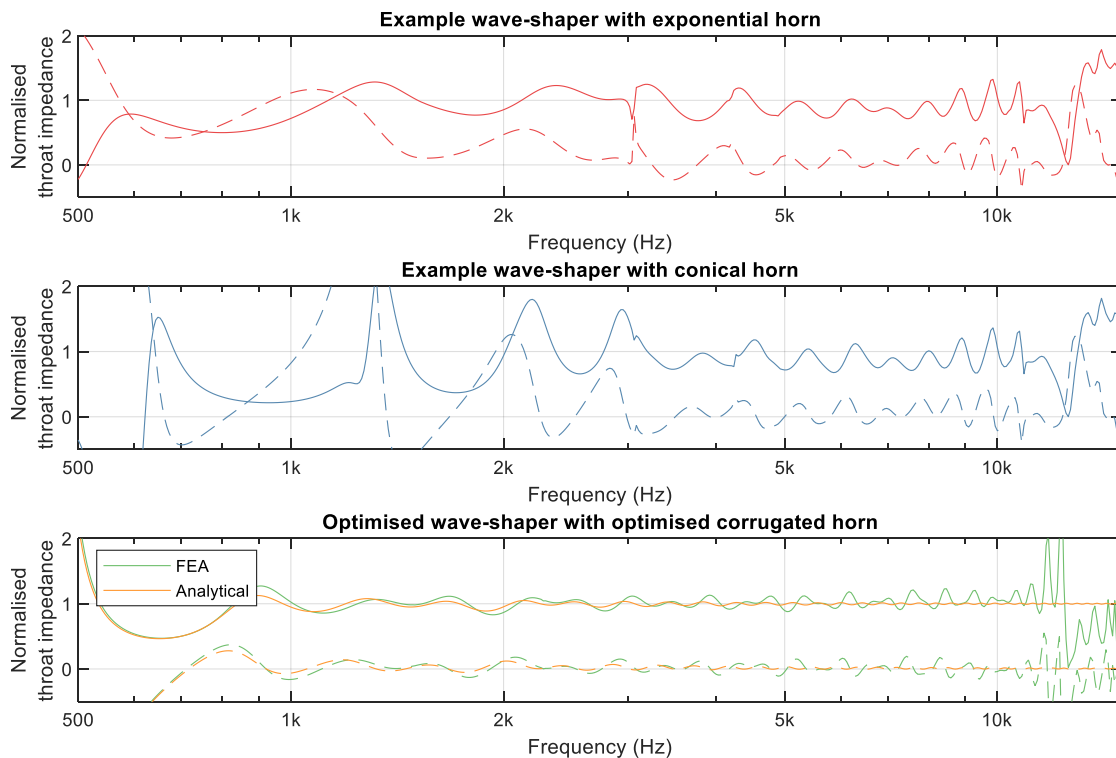 Example wave-shaper with exponential horn
Normalised
throat impedance
2
1
0
500
1k
2k
5k
10k
Frequency (Hz)
Example wave-shaper with conical horn
Normalised
throat impedance
2
1
0
500
1k
2k
5k
10k
Frequency (Hz)
Optimised wave-shaper with optimised corrugated horn
Normalised
throat impedance
2
1
0
FEA
Analytical
500
1k
2k
5k
10k
Frequency (Hz)